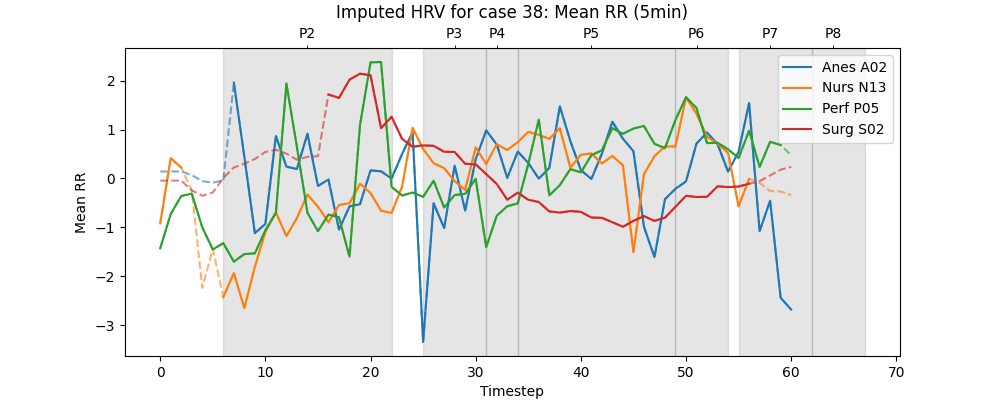 Imputed HRV for case 38: Mean RR (5min)
P2 P3 P4 P5 P6 P7 P8
Anes A02
Nurs N13
Perf P05
Surg S02
Mean RR
2
1
0
−1
−2
−3
0 10 20 30 40 50 60 70
Timestep